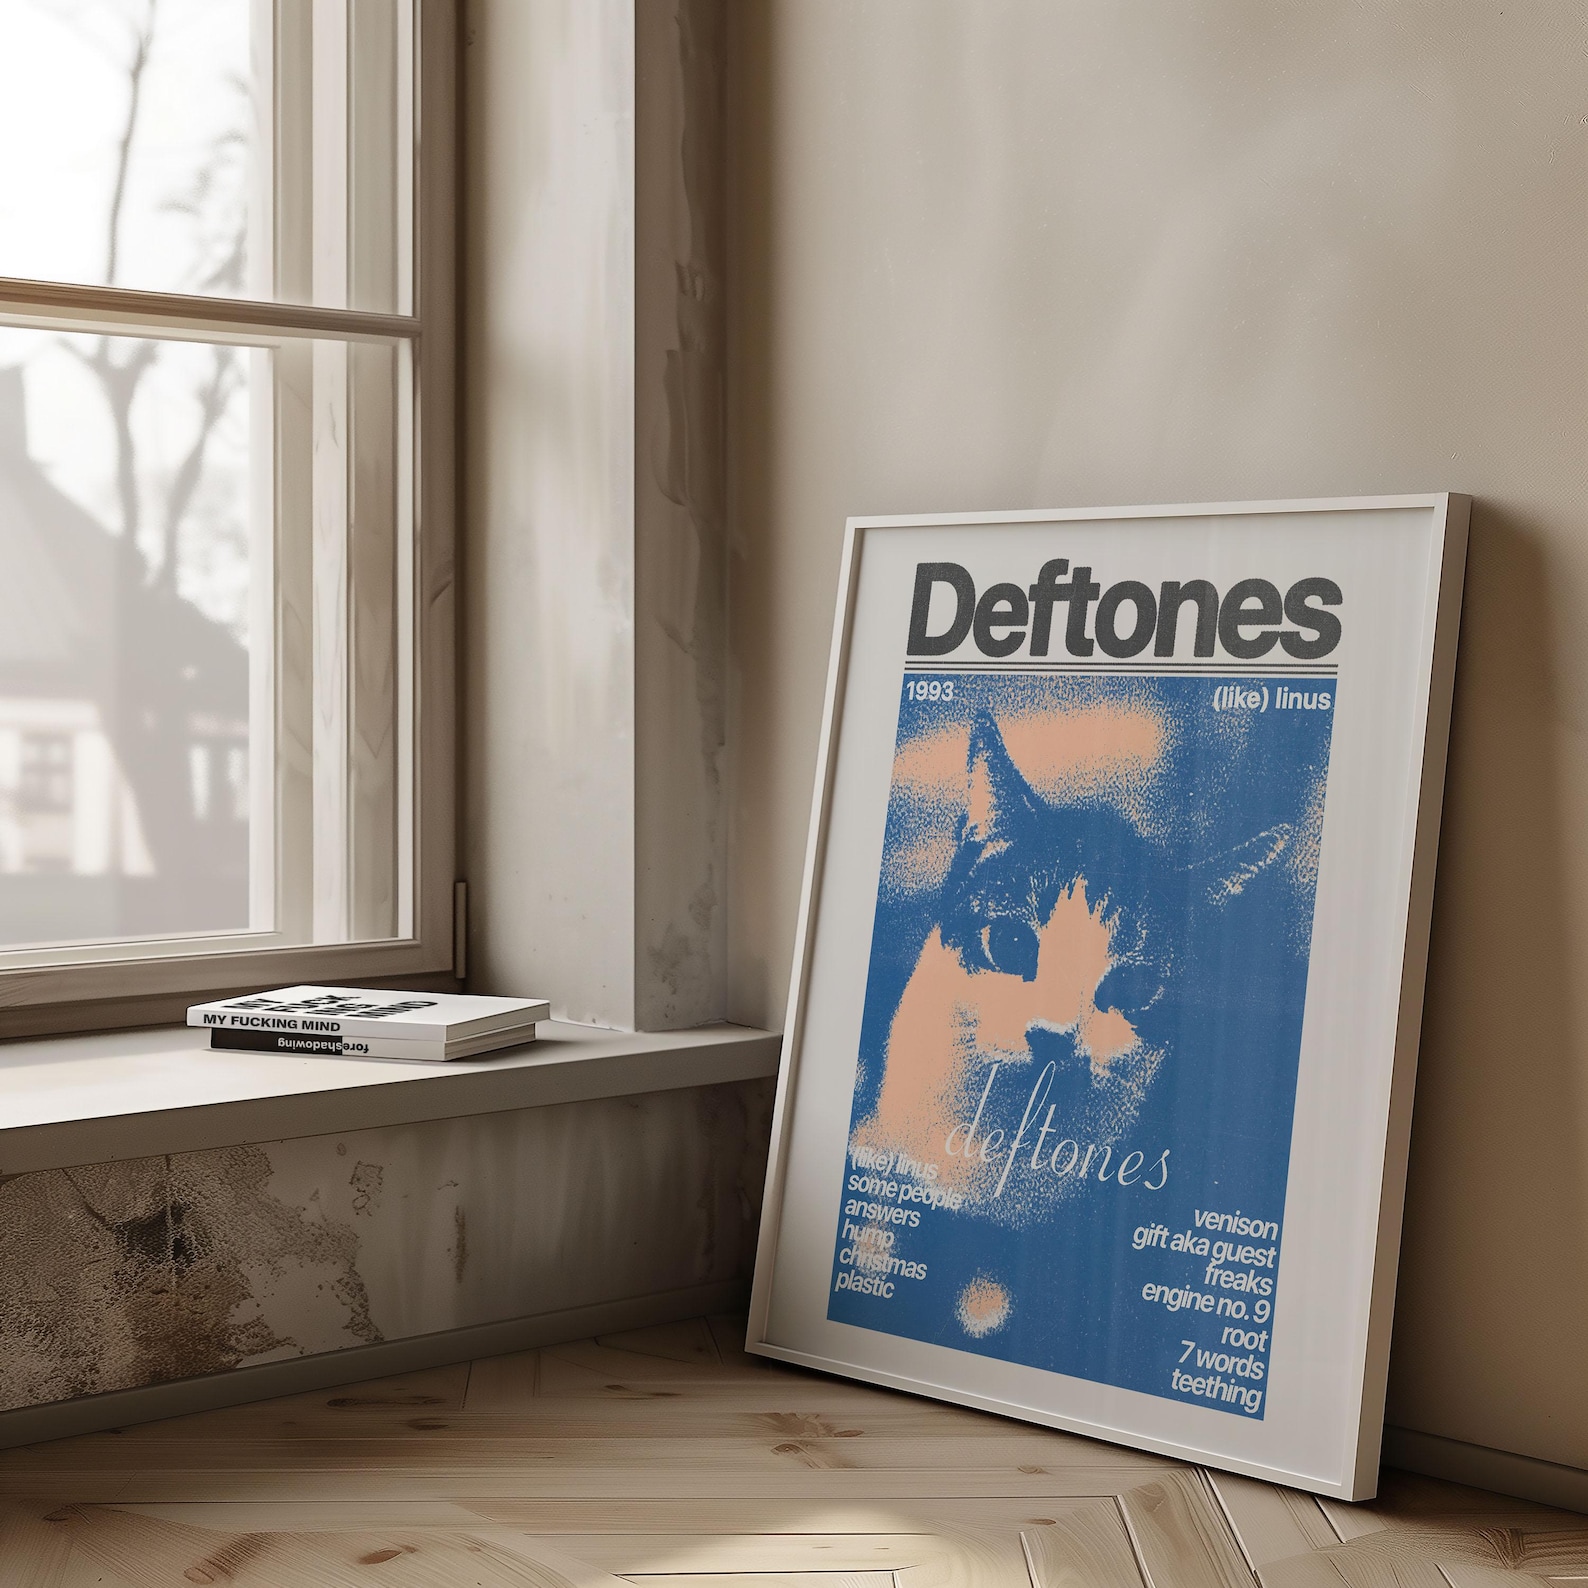 Deftones
1993
(like) linus
deftones
(like) linus
some people
answers
hump
christmas
plastic
venison
gift aka guest
freaks
engine no. 9
root
7 words
teething
MY FUCKING MIND
foreshadowing